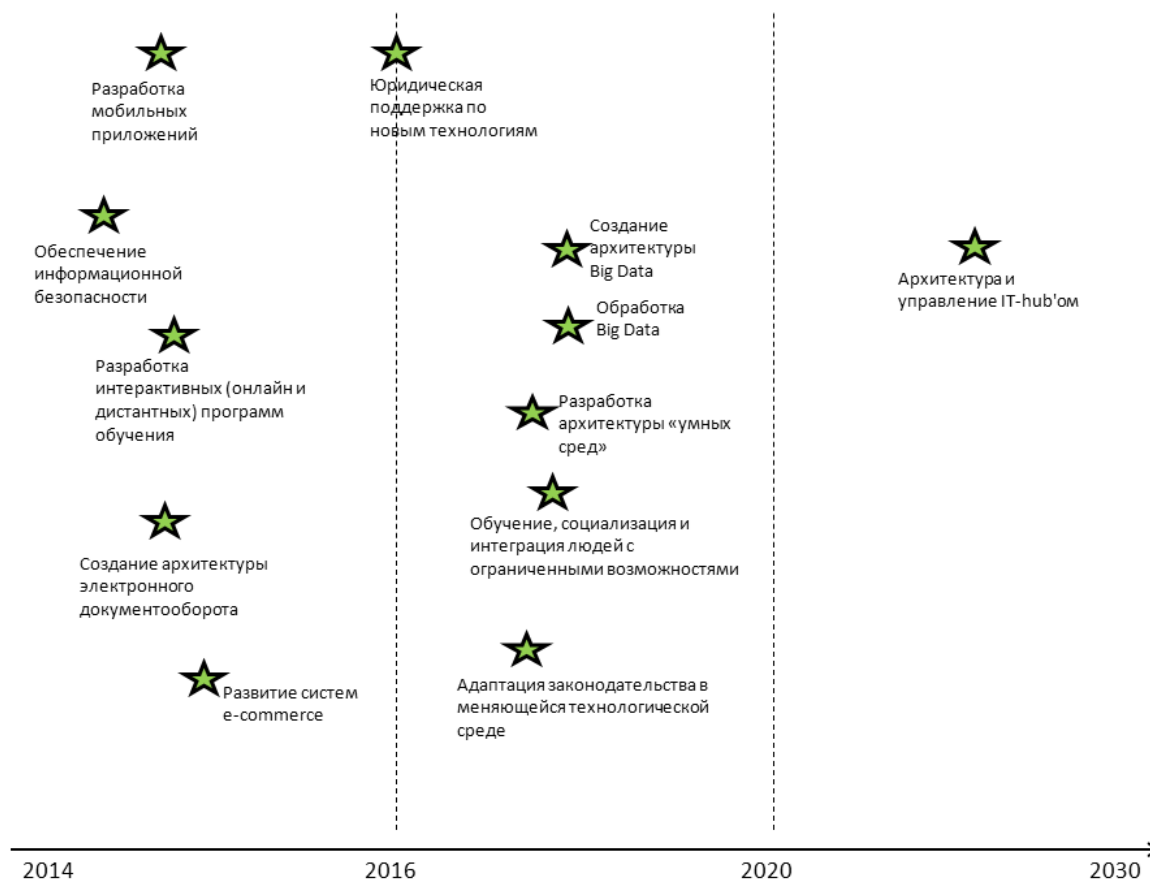 Разработка
мобильных
приложений
Юридическая
поддержка по
новым технологиям
Обеспечение
информационной
безопасности
Создание
архитектуры
Big Data
Архитектура и
управление IT-hub'ом
Обработка
Big Data
Разработка
интерактивных (онлайн и
дистантных) программ
обучения
Разработка
архитектуры «умных
сред»
Обучение, социализация и
интеграция людей с
ограниченными возможностями
Создание архитектуры
электронного
документооборота
Развитие систем
e-commerce
Адаптация законодательства в
меняющейся технологической
среде
2014
2016
2020
2030